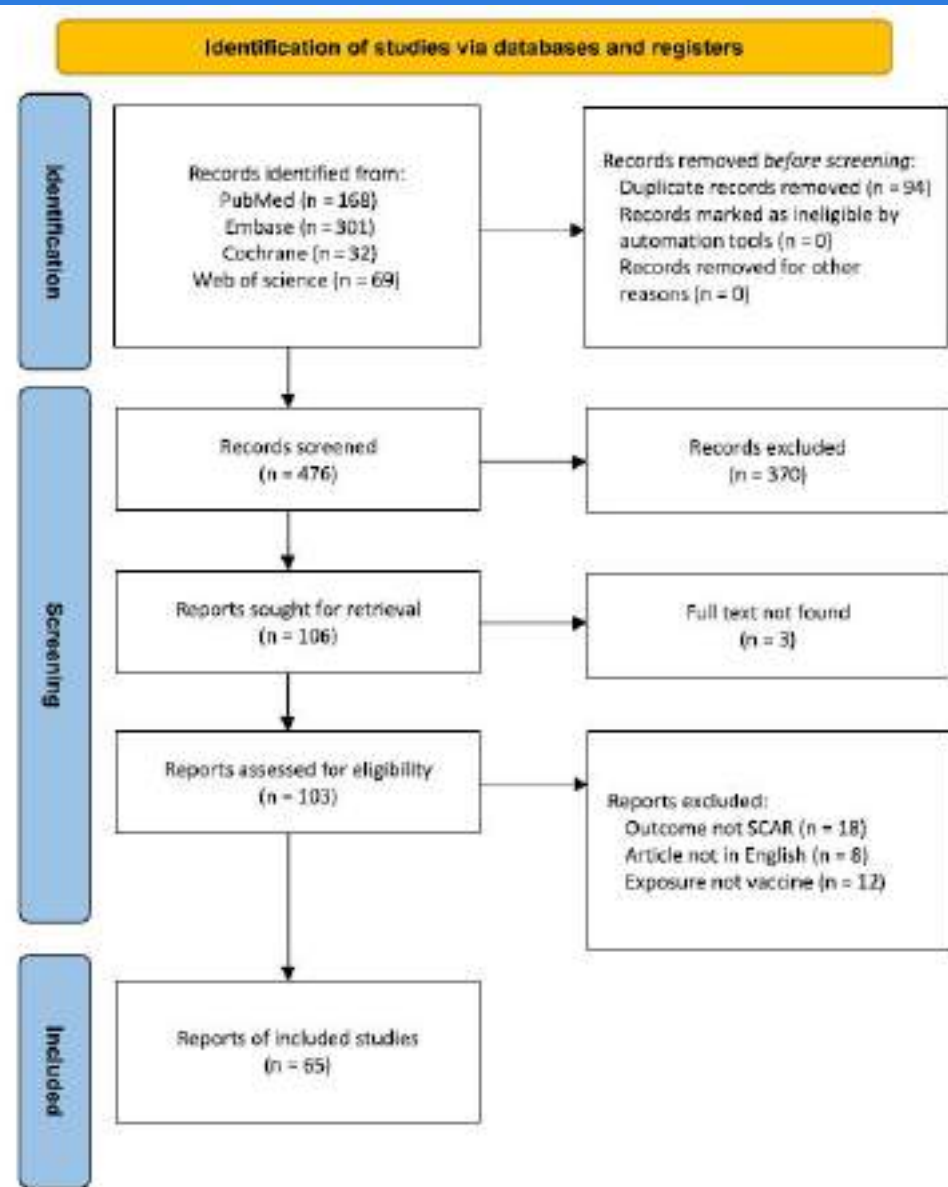 Identification of studies via databases and registers
Identification
Records identified from:
PubMed (n = 168)
Embase (n = 301)
Cochrane (n = 32)
Web of science (n = 69)
Records removed before screening:
Duplicate records removed (n = 94)
Records marked as ineligible by
automation tools (n = 0)
Records removed for other
reasons (n = 0)
Screening
Records screened
(n = 476)
Records excluded
(n = 370)
Reports sought for retrieval
(n = 106)
Full text not found
(n = 3)
Reports assessed for eligibility
(n = 103)
Reports excluded:
Outcome not SCAR (n = 18)
Article not in English (n = 8)
Exposure not vaccine (n = 12)
Included
Reports of included studies
(n = 65)